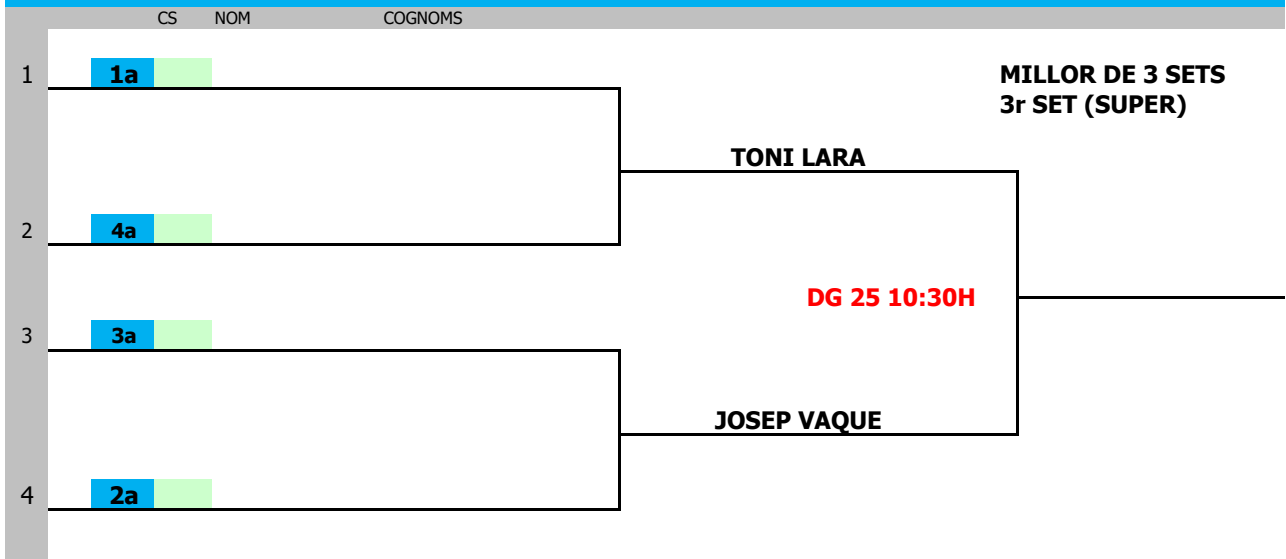 CS NOM COGNOMS
1 1a
MILLOR DE 3 SETS
3r SET (SUPER)
TONI LARA
2 4a
DG 25 10:30H
3 3a
JOSEP VAQUE
4 2a